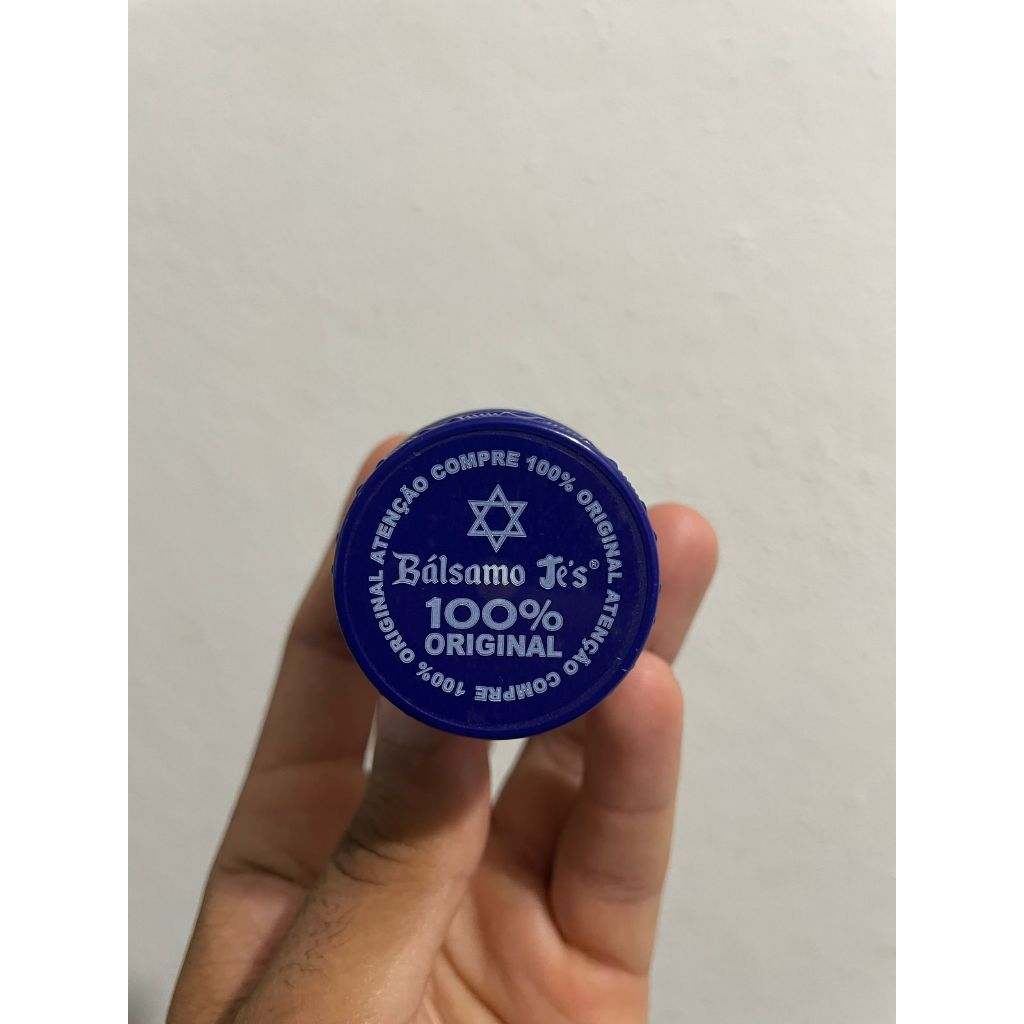 ATENÇÃO COMPRE 100% ORIGINAL ATENÇÃO COMPRE 100% ORIGINAL
Bálsamo Je's®
100%
ORIGINAL